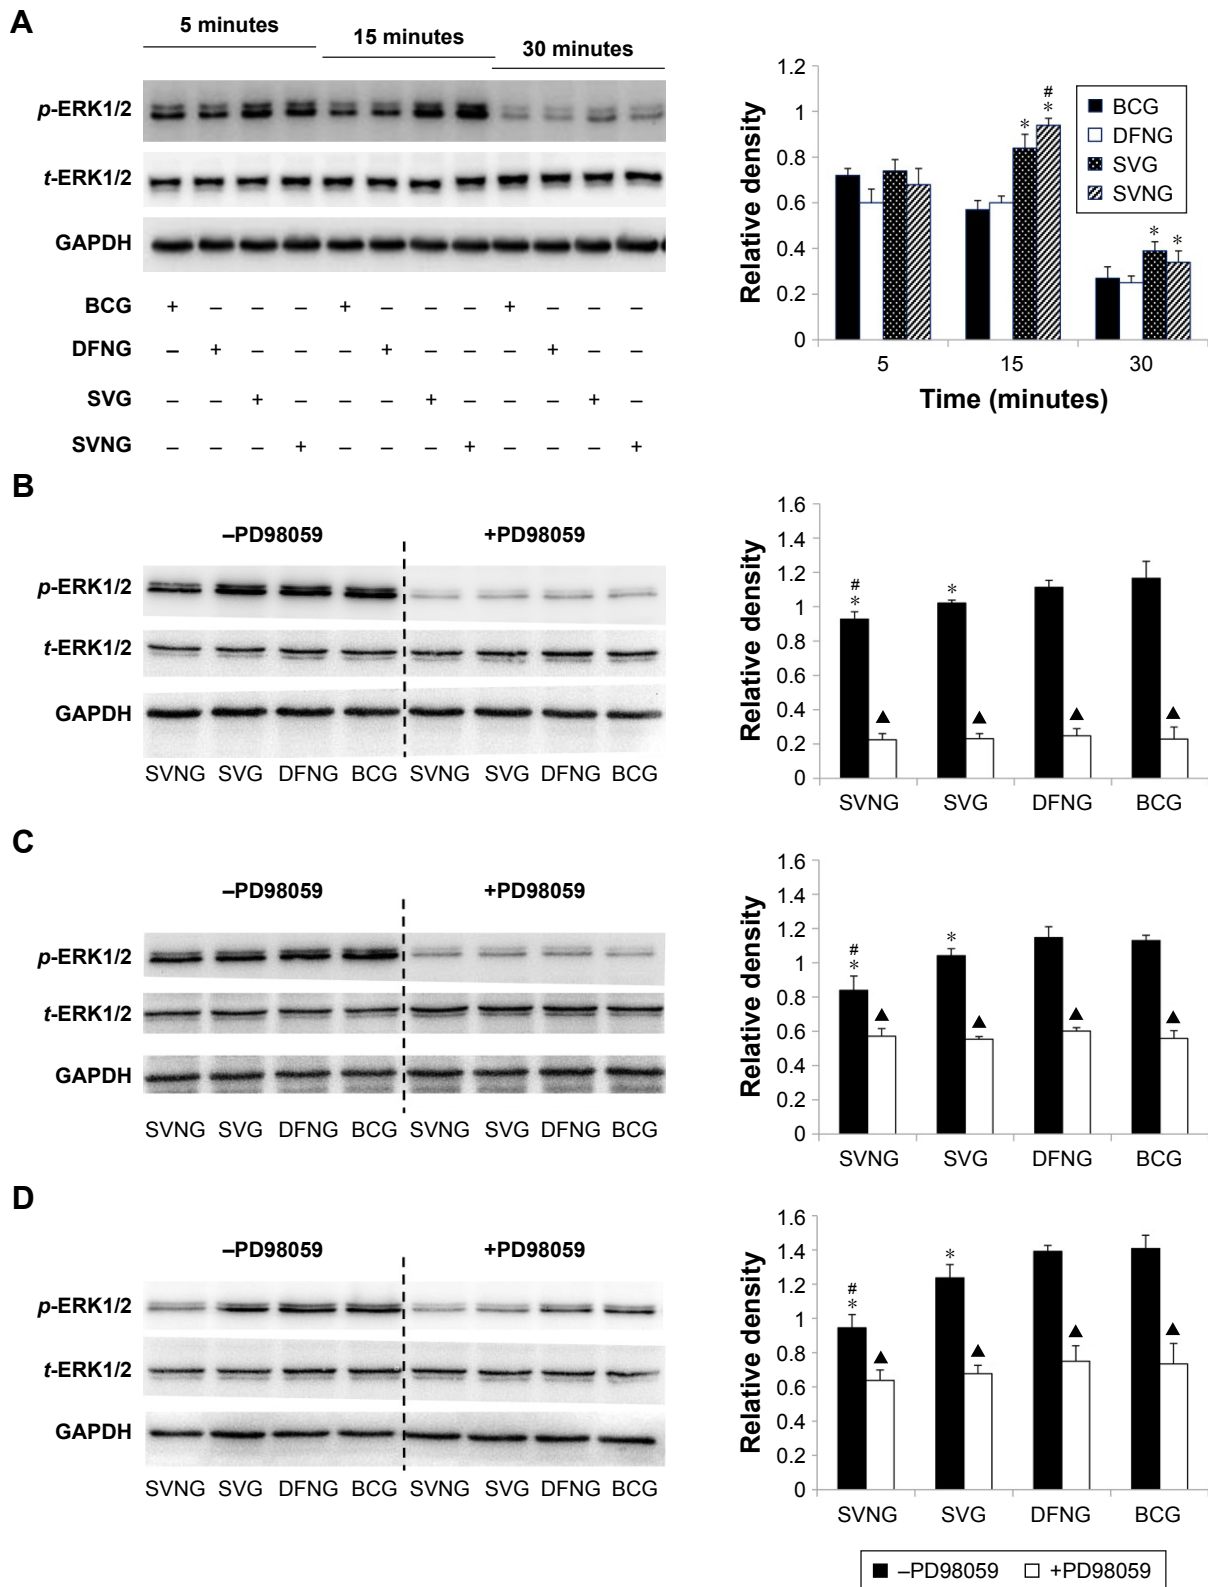 A
5 minutes
15 minutes
30 minutes
p-ERK1/2
t-ERK1/2
GAPDH
BCG + – – – + – – – + – – –
DFNG – + – – – + – – – + – –
SVG – – + – – – + – – – + –
SVNG – – – + – – – + – – – +
1.2
1
0.8
0.6
0.4
0.2
0
Relative density
* # * * *
BCG
DFNG
SVG
SVNG
5 15 30
Time (minutes)
B
–PD98059 +PD98059
p-ERK1/2
t-ERK1/2
GAPDH
SVNG SVG DFNG BCG SVNG SVG DFNG BCG
1.6
1.4
1.2
1
0.8
0.6
0.4
0.2
0
Relative density
#
* *
▲ ▲ ▲ ▲
SVNG SVG DFNG BCG
C
–PD98059 +PD98059
p-ERK1/2
t-ERK1/2
GAPDH
SVNG SVG DFNG BCG SVNG SVG DFNG BCG
1.6
1.4
1.2
1
0.8
0.6
0.4
0.2
0
Relative density
#
* *
▲ ▲ ▲ ▲
SVNG SVG DFNG BCG
D
–PD98059 +PD98059
p-ERK1/2
t-ERK1/2
GAPDH
SVNG SVG DFNG BCG SVNG SVG DFNG BCG
1.6
1.4
1.2
1
0.8
0.6
0.4
0.2
0
Relative density
#
* *
▲ ▲ ▲ ▲
SVNG SVG DFNG BCG
–PD98059 +PD98059